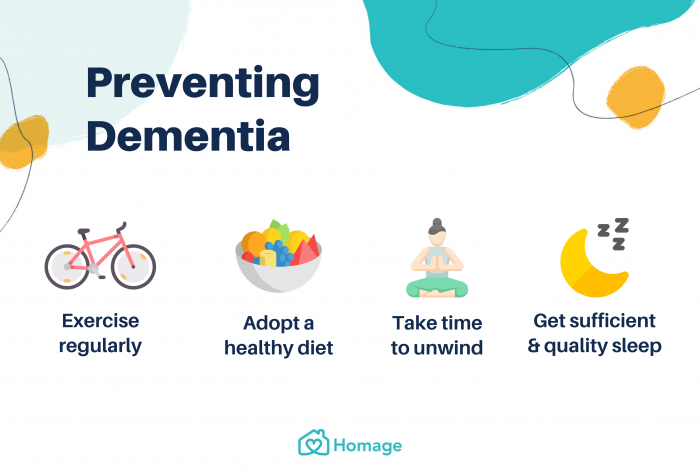 Preventing
Dementia
Exercise
regularly
Adopt a
healthy diet
Take time
to unwind
Get sufficient
& quality sleep
z z z
Homage